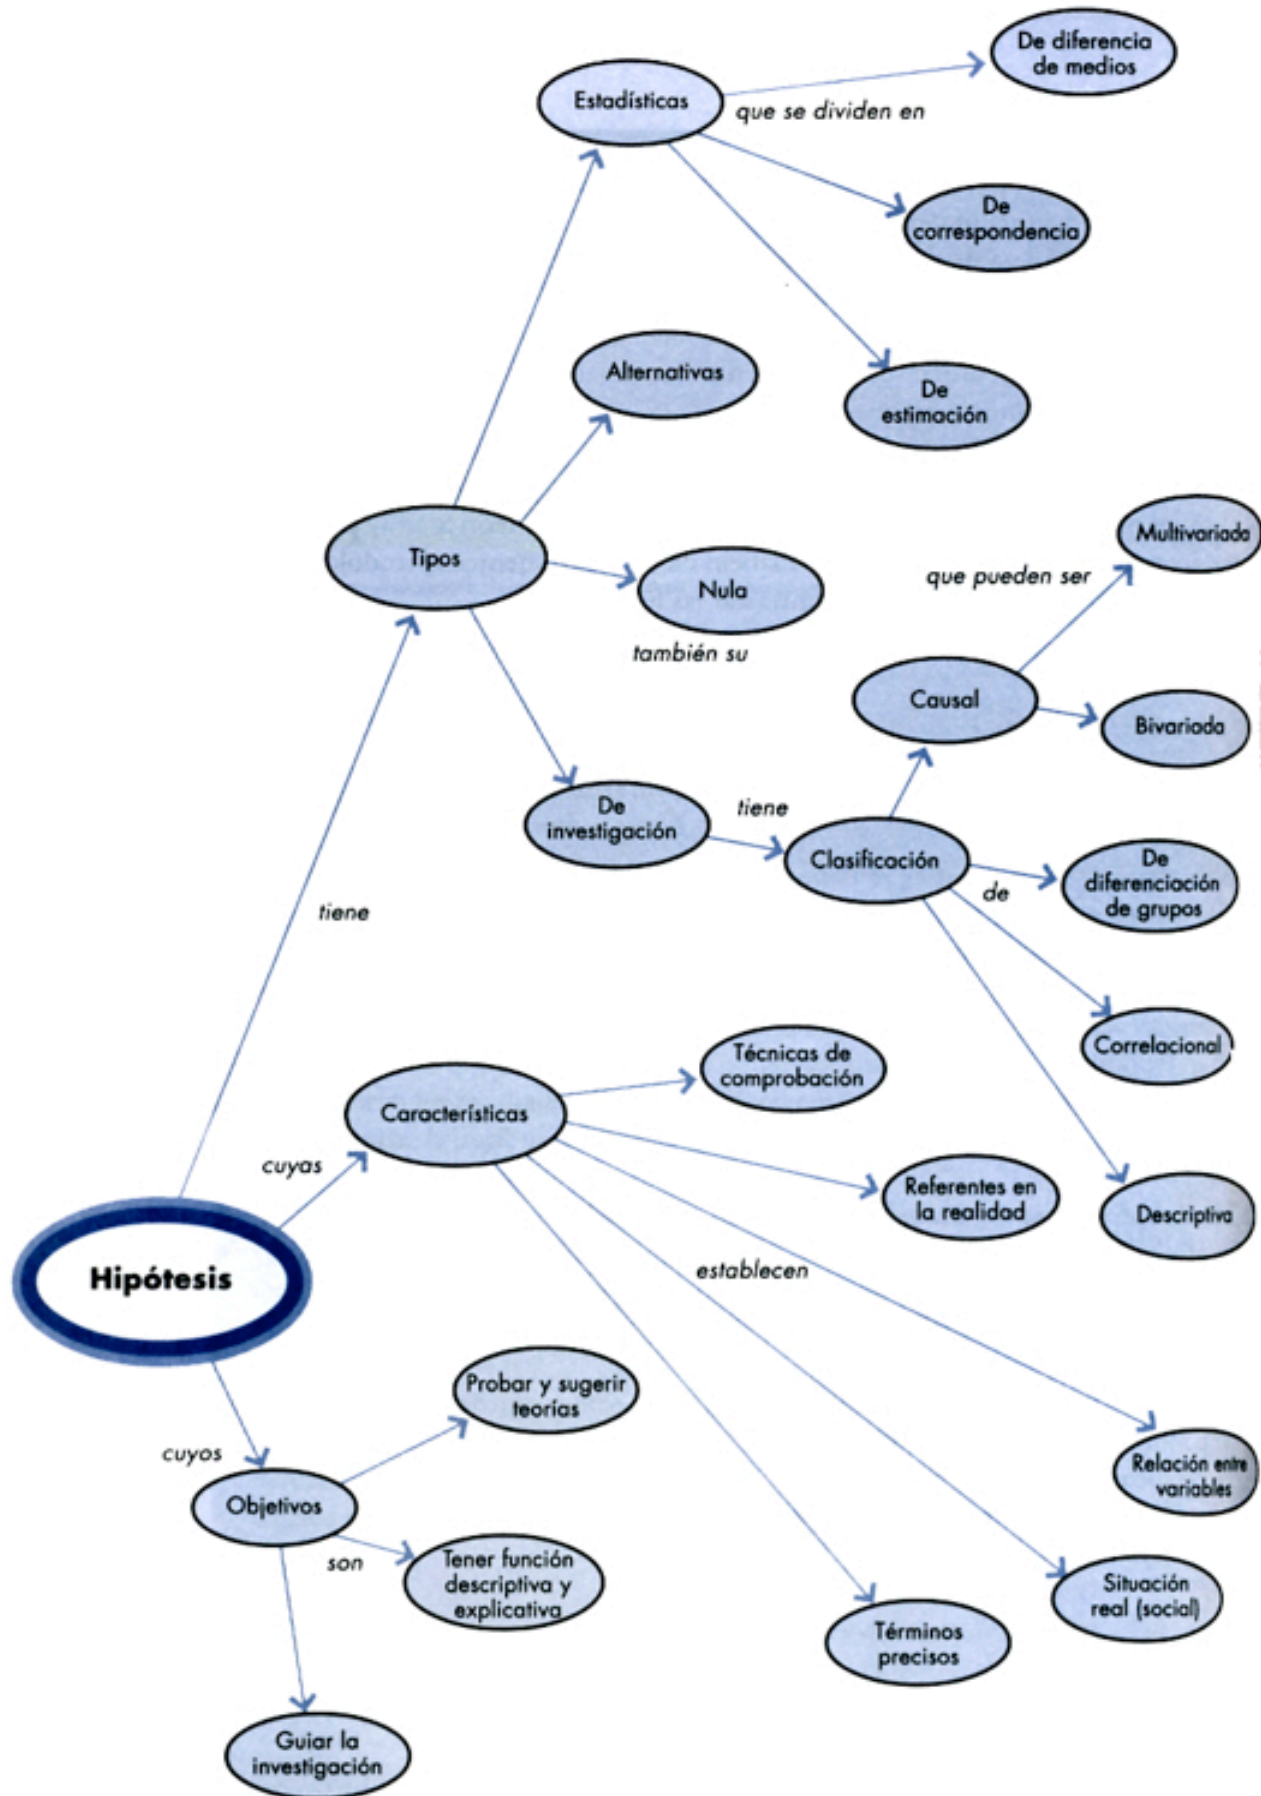 De diferencia
de medios
Estadísticas
que se dividen en
De
correspondencia
Alternativas
De
estimación
Multivariada
Tipos
que pueden ser
Nula
también su
Causal
Bivariada
De
investigación
tiene
Clasificación
De
diferenciación
de grupos
de
tiene
Correlacional
Técnicas de
comprobación
Características
cuyas
Referentes en
la realidad
Descriptiva
establecen
Hipótesis
Probar y sugerir
teorías
cuyos
Relación entre
variables
Objetivos
son
Tener función
descriptiva y
explicativa
Situación
real (social)
Términos
precisos
Guiar la
investigación